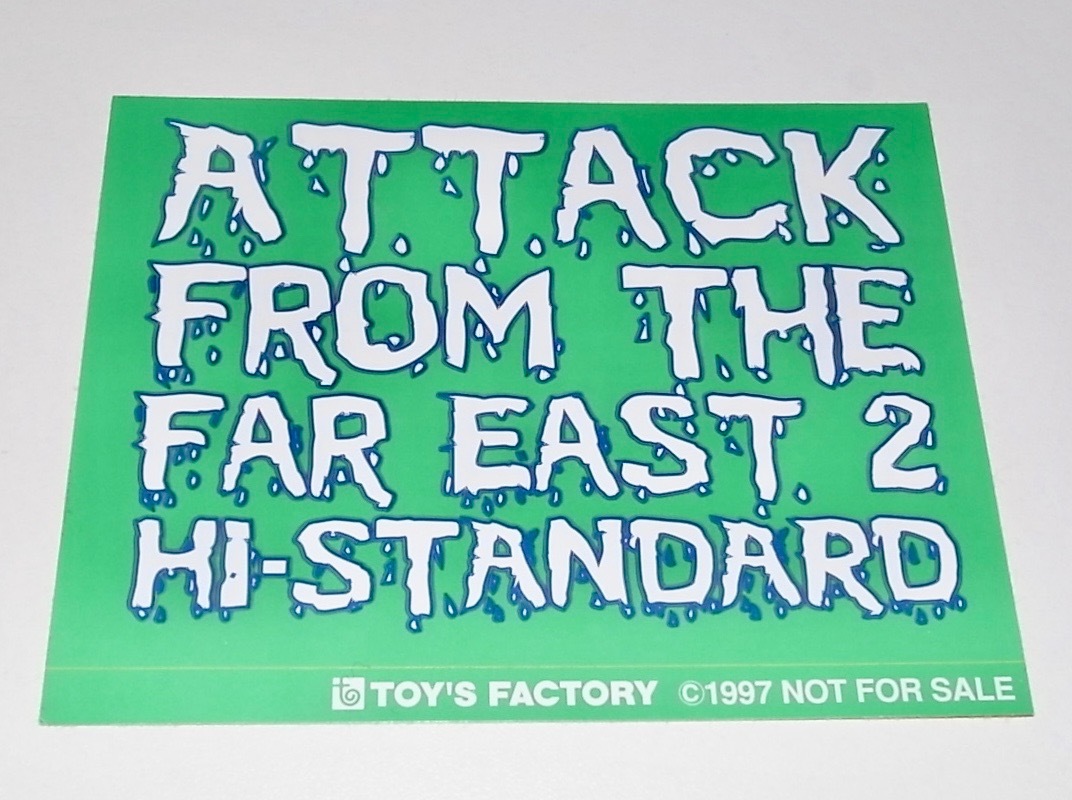 ATTACK
FROM THE
FAR EAST 2
HI-STANDARD
TOY'S FACTORY ©1997 NOT FOR SALE